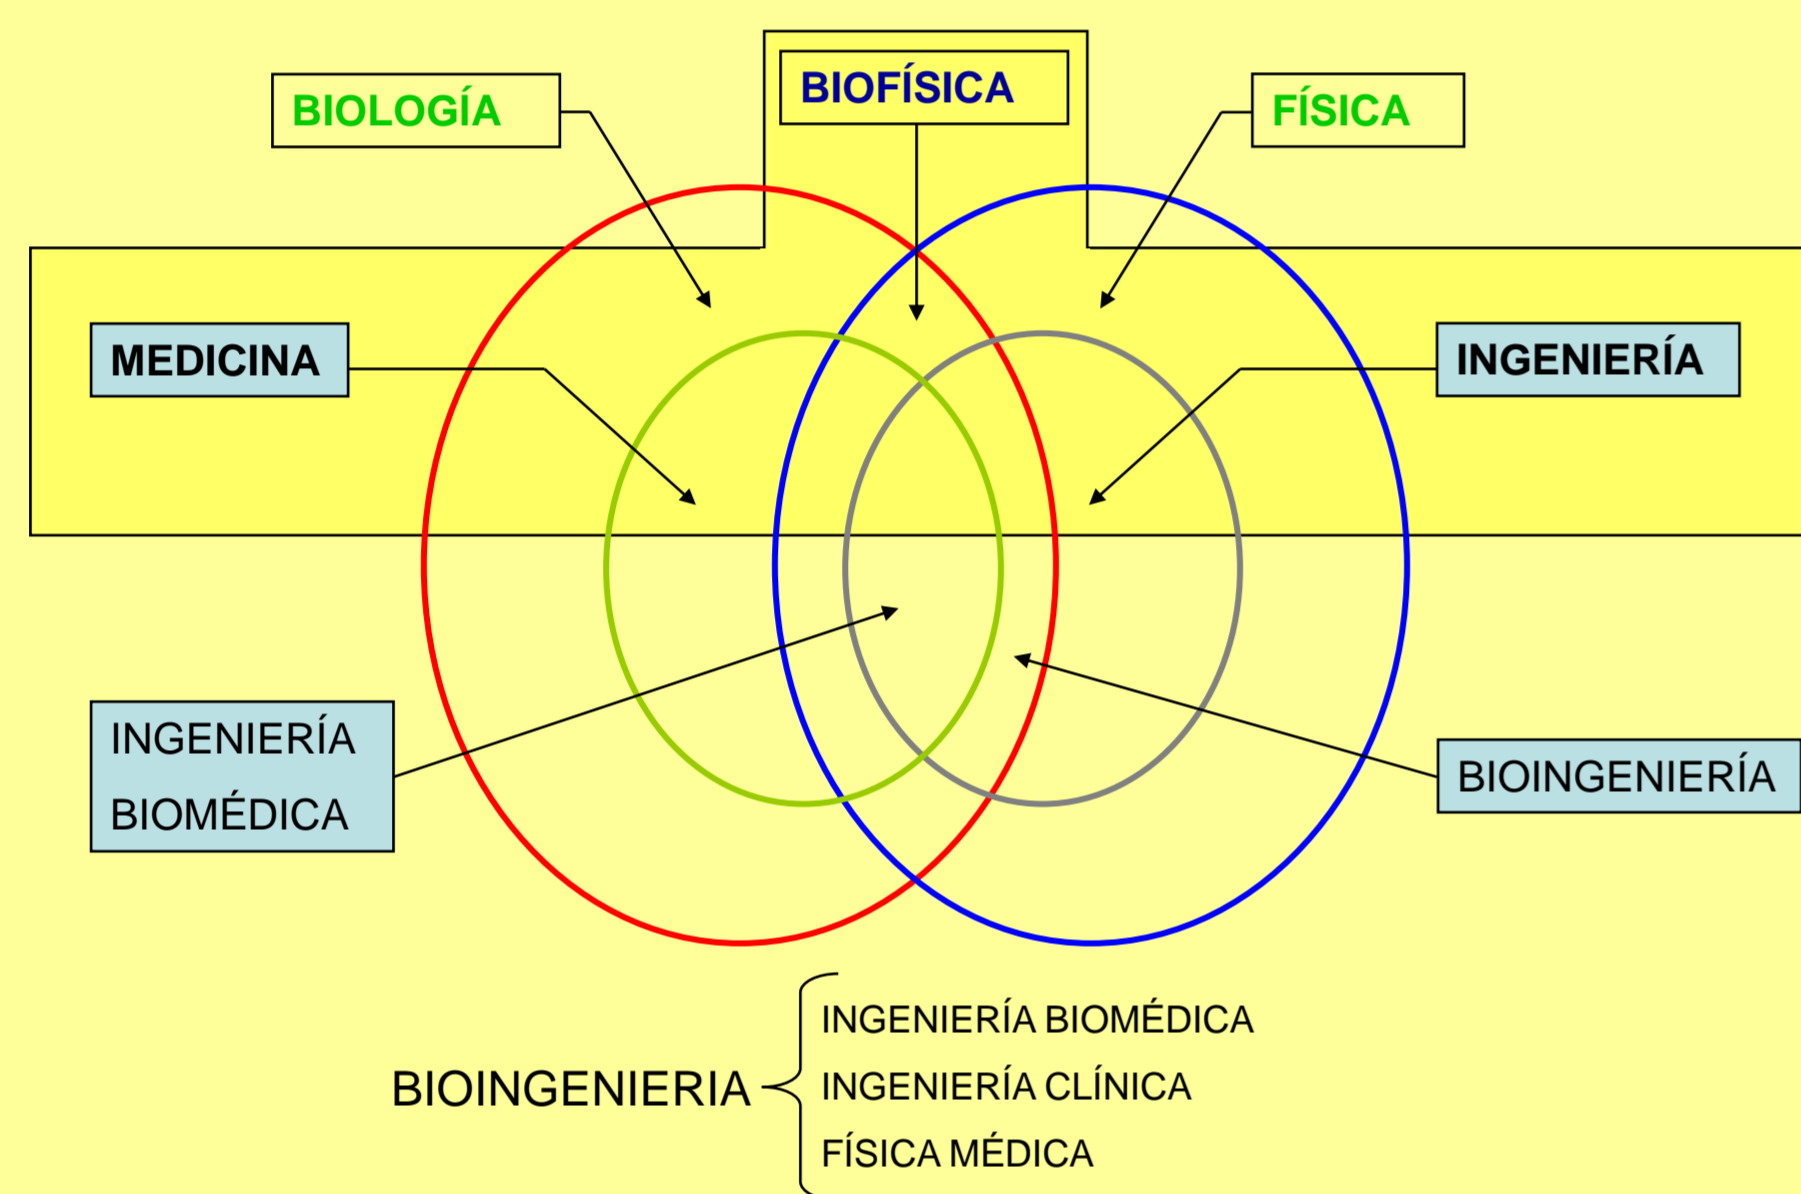 BIOLOGÍA
BIOFÍSICA
FÍSICA
MEDICINA
INGENIERÍA
INGENIERÍA
BIOMÉDICA
BIOINGENIERÍA
BIOINGENIERIA
INGENIERÍA BIOMÉDICA
INGENIERÍA CLÍNICA
FÍSICA MÉDICA